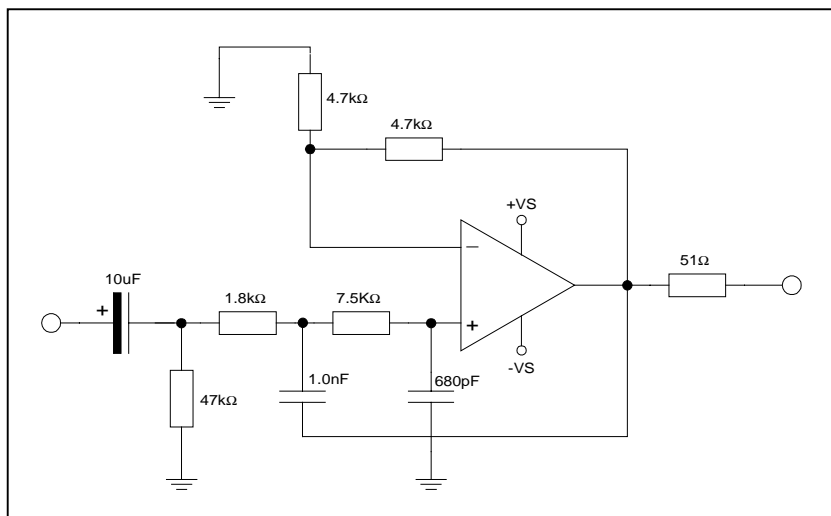 4.7kΩ
4.7kΩ
+VS
10uF
+
1.8kΩ
7.5KΩ
−
+
51Ω
-VS
47kΩ
1.0nF
680pF